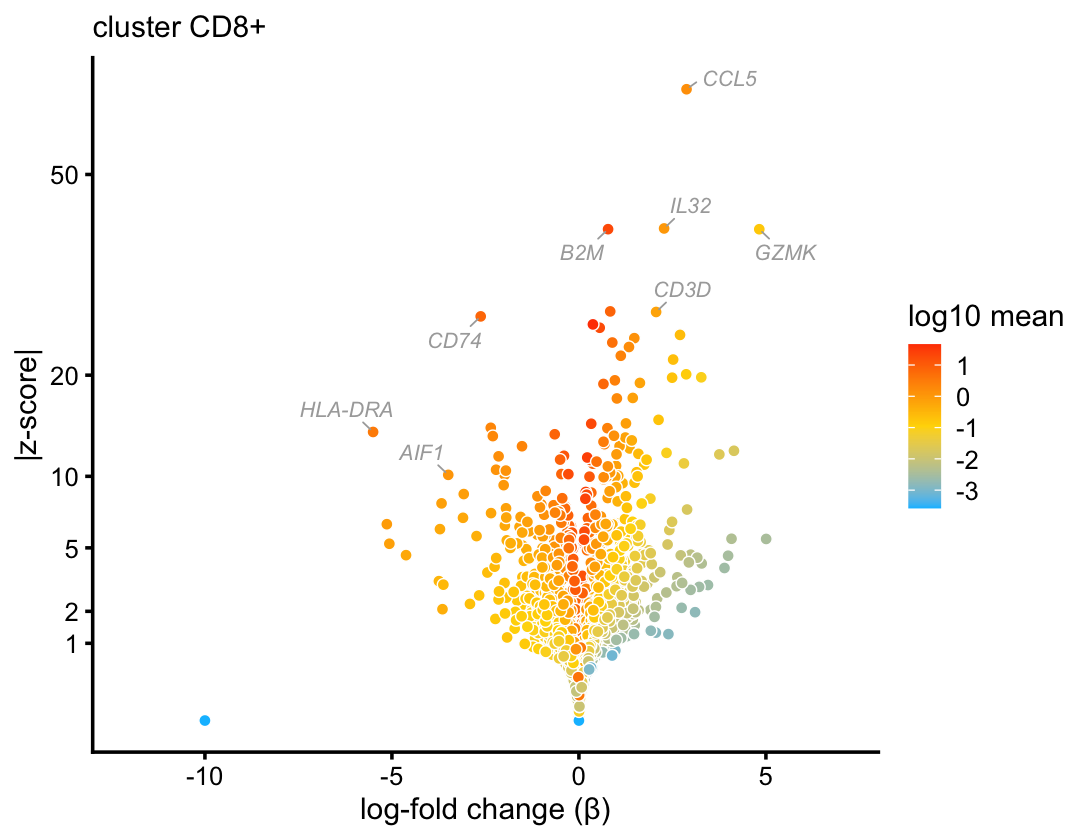 cluster CD8+
CCL5
50
IL32
B2M
GZMK
CD3D
CD74
log10 mean
1
0
-1
-2
-3
|z-score|
20
HLA-DRA
AIF1
10
5
2
1
-10
-5
0
5
log-fold change (β)